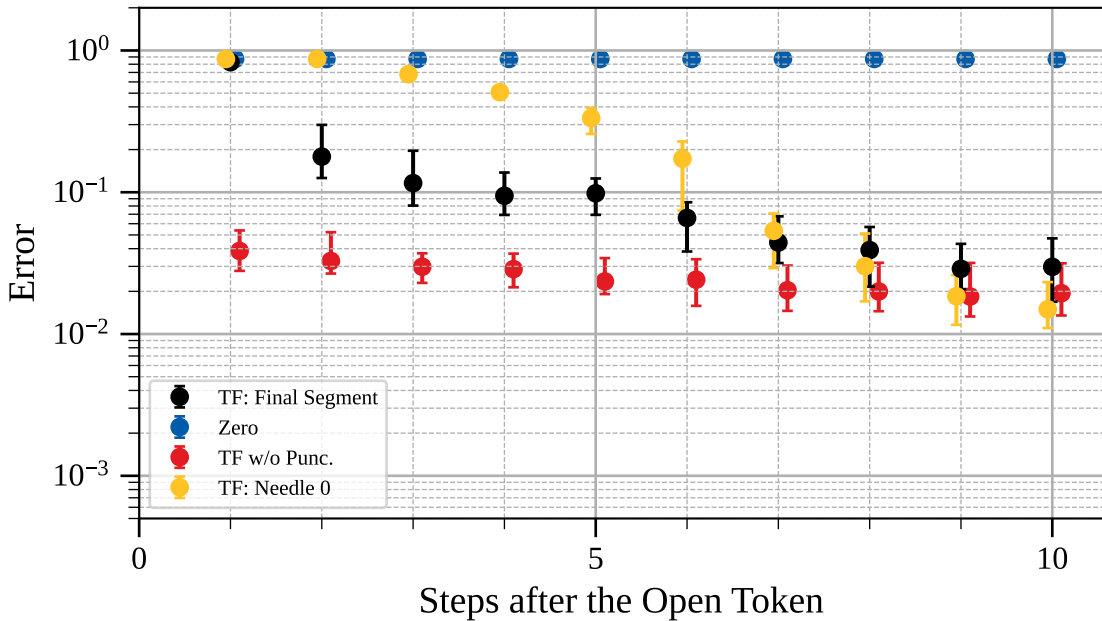 10^0
10^-1
10^-2
10^-3
Error
TF: Final Segment
Zero
TF w/o Punc.
TF: Needle 0
0 5 10
Steps after the Open Token